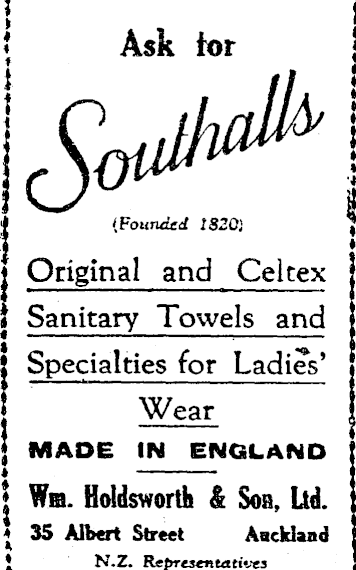 Ask for
Southalls
(Founded 1820)
Original and Celtex
Sanitary Towels and
Specialties for Ladies'
Wear
MADE IN ENGLAND
Wm. Holdsworth & Son, Ltd.
35 Albert Street Auckland
N.Z. Representatives